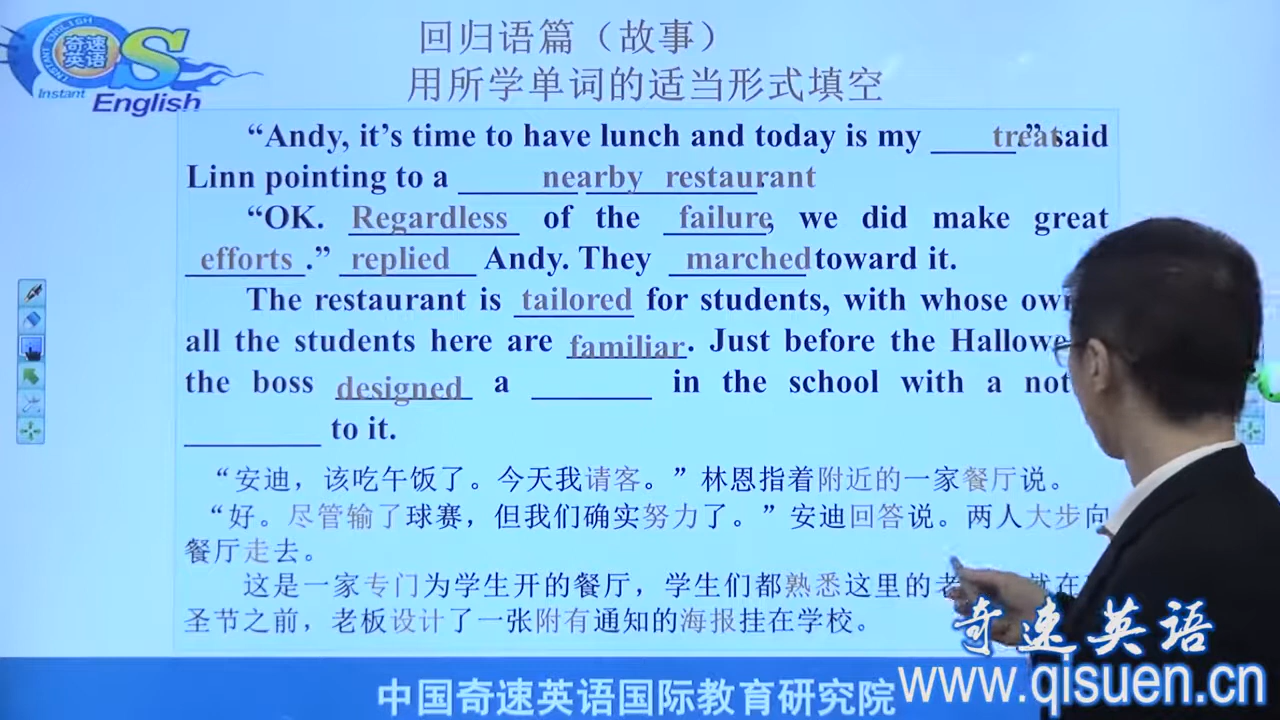 INSTANT ENGLISH
奇速
英语
S
Instant
English
回归语篇（故事）
用所学单词的适当形式填空
“Andy, it’s time to have lunch and today is my _____ treat.” said
Linn pointing to a _______ nearby restaurant.
“OK. Regardless of the failure, we did make great
efforts.” replied Andy. They marched toward it.
The restaurant is tailored for students, with whose
all the students here are familiar. Just before the
the boss designed a _______ in the school with a
________ to it.
“安迪，该吃午饭了。今天我请客。”林恩指着附近的一家餐厅说。
“好。尽管输了球赛，但我们确实努力了。”安迪回答说。两人大步向
餐厅走去。
这是一家专门为学生开的餐厅，学生们都熟悉这里的
圣节之前，老板设计了一张附有通知的海报挂在学校。
奇速英语
www.qisuen.cn
中国奇速英语国际教育研究院